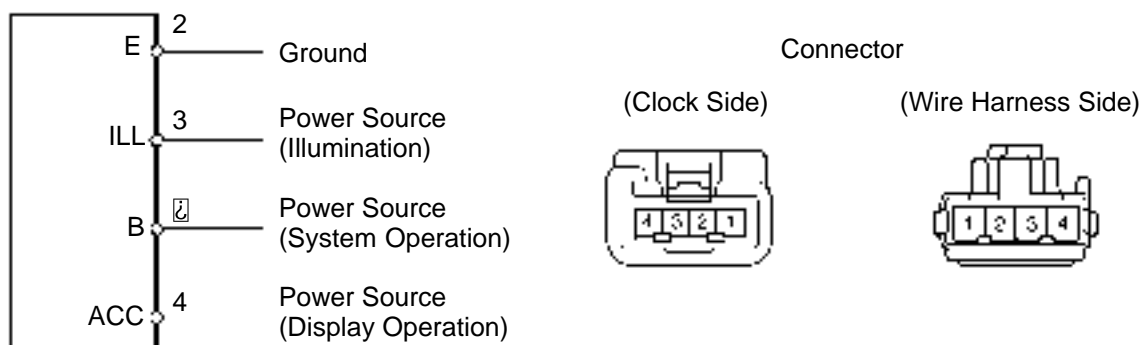 E 2 Ground
ILL 3 Power Source
(Illumination)
B ¿ Power Source
(System Operation)
ACC 4 Power Source
(Display Operation)
Connector
(Clock Side) (Wire Harness Side)
4 3 2 1
1 2 3 4